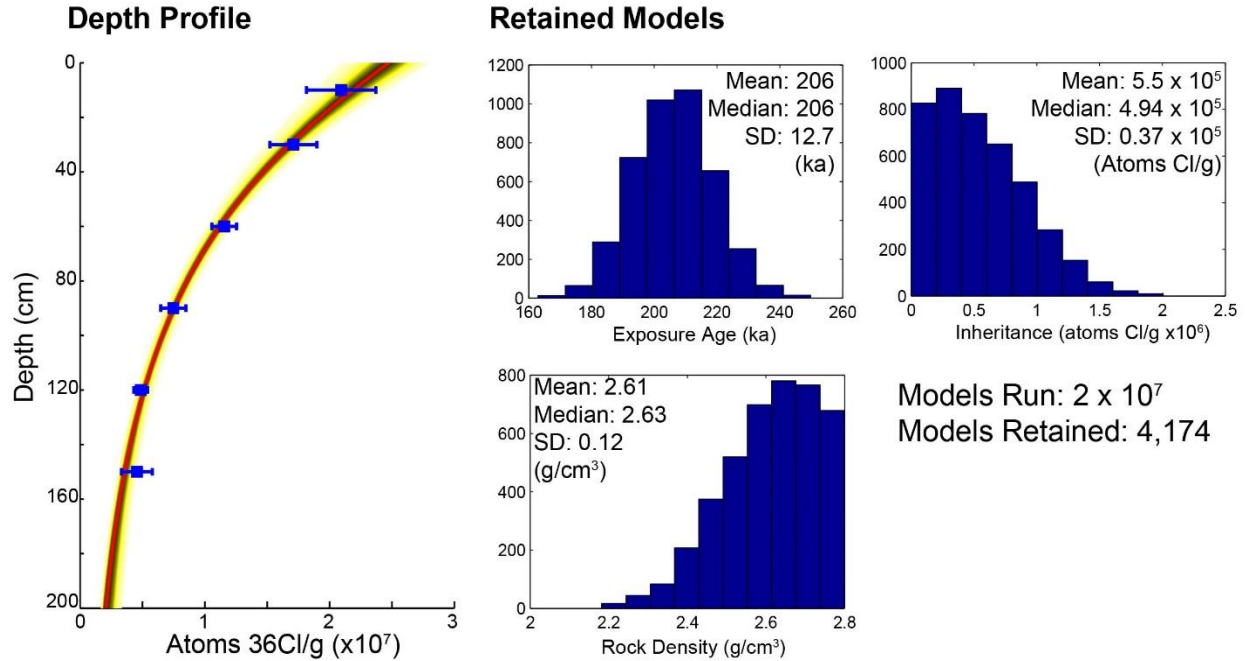 Depth Profile
Retained Models
0
40
80
120
160
200
Depth (cm)
0
1
2
3
Atoms 36Cl/g (x10⁷)
1200
1000
800
600
400
200
0
Mean: 206
Median: 206
SD: 12.7
(ka)
160
180
200
220
240
260
Exposure Age (ka)
1000
800
600
400
200
0
Mean: 5.5 x 10⁵
Median: 4.94 x 10⁵
SD: 0.37 x 10⁵
(Atoms Cl/g)
0
0.5
1
1.5
2.0
2.5
Inheritance (atoms Cl/g x10⁶)
800
600
400
200
0
Mean: 2.61
Median: 2.63
SD: 0.12
(g/cm³)
2
2.2
2.4
2.6
2.8
Rock Density (g/cm³)
Models Run: 2 x 10⁷
Models Retained: 4,174